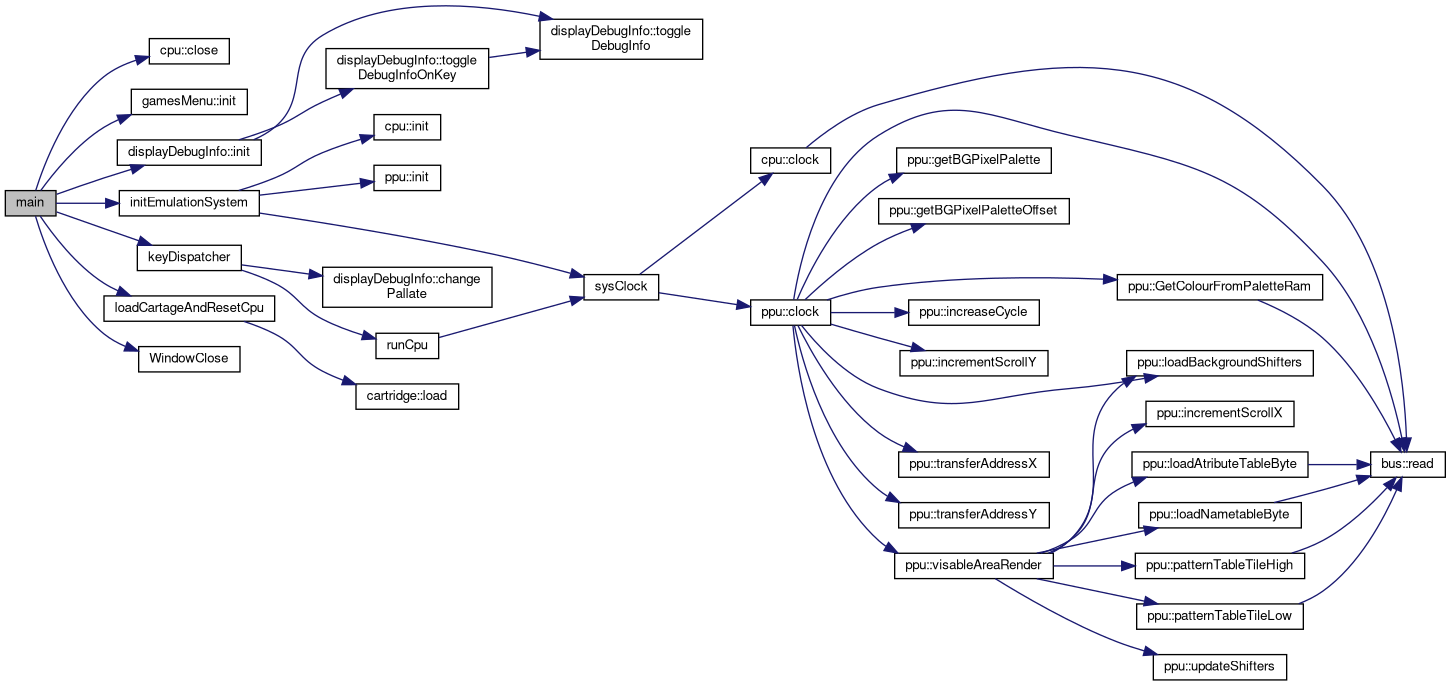 main
cpu::close
gamesMenu::init
displayDebugInfo::init
initEmulationSystem
keyDispatcher
loadCartageAndResetCpu
WindowClose
displayDebugInfo::toggle
DebugInfoOnKey
cpu::init
ppu::init
displayDebugInfo::change
Pallate
runCpu
cartridge::load
displayDebugInfo::toggle
DebugInfo
sysClock
cpu::clock
ppu::clock
ppu::getBGPixelPalette
ppu::getBGPixelPaletteOffset
ppu::increaseCycle
ppu::incrementScrollY
ppu::transferAddressX
ppu::transferAddressY
ppu::visableAreaRender
ppu::GetColourFromPaletteRam
ppu::loadBackgroundShifters
ppu::incrementScrollX
ppu::loadAtributeTableByte
ppu::loadNametableByte
ppu::patternTableTileHigh
ppu::patternTableTileLow
ppu::updateShifters
bus::read